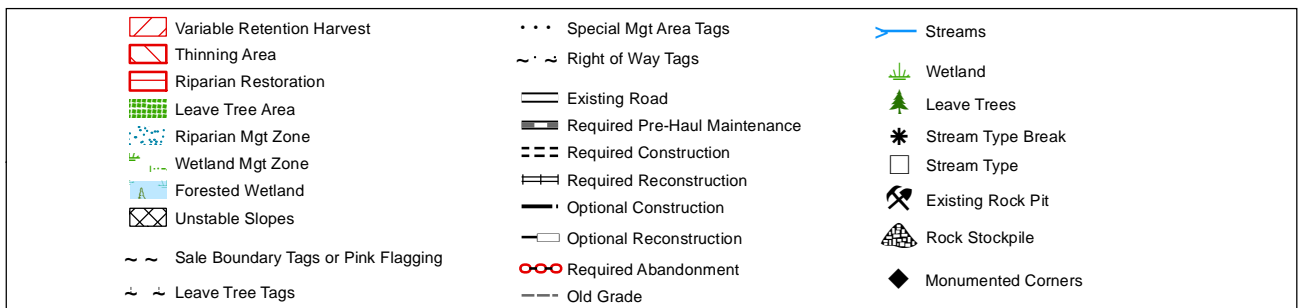 Variable Retention Harvest
Thinning Area
Riparian Restoration
Leave Tree Area
Riparian Mgt Zone
Wetland Mgt Zone
Forested Wetland
Unstable Slopes
Sale Boundary Tags or Pink Flagging
Leave Tree Tags
Special Mgt Area Tags
Right of Way Tags
Existing Road
Required Pre-Haul Maintenance
Required Construction
Required Reconstruction
Optional Construction
Optional Reconstruction
Required Abandonment
Old Grade
Streams
Wetland
Leave Trees
Stream Type Break
Stream Type
Existing Rock Pit
Rock Stockpile
Monumented Corners